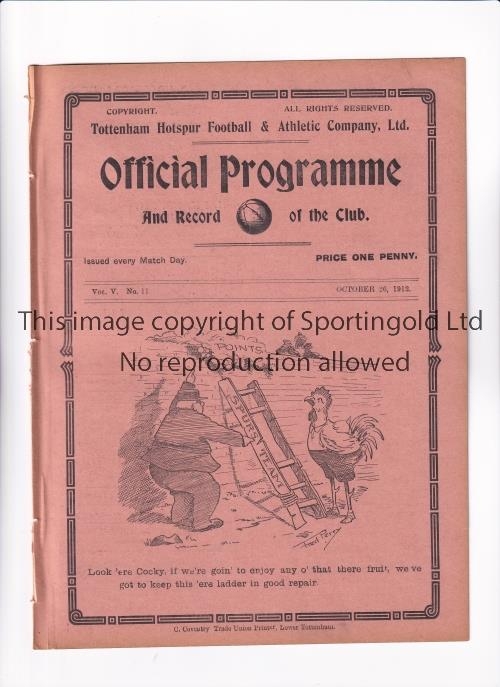 COPYRIGHT. ALL RIGHTS RESERVED.
Tottenham Hotspur Football & Athletic Company, Ltd.
Official Programme
And Record of the Club.
Issued every Match Day. PRICE ONE PENNY.
VOL. V. No. 11 OCTOBER 26, 1912.
This image copyright of Sportingold Ltd
POINTS
No reproduction allowed
SPURS TEAM
Fred Perry
Look 'ere Cocky, if we're goin' to enjoy any o' that there fruit, we've
got to keep this 'ere ladder in good repair.
C. Coventry Trade Union Printer, Lower Tottenham.